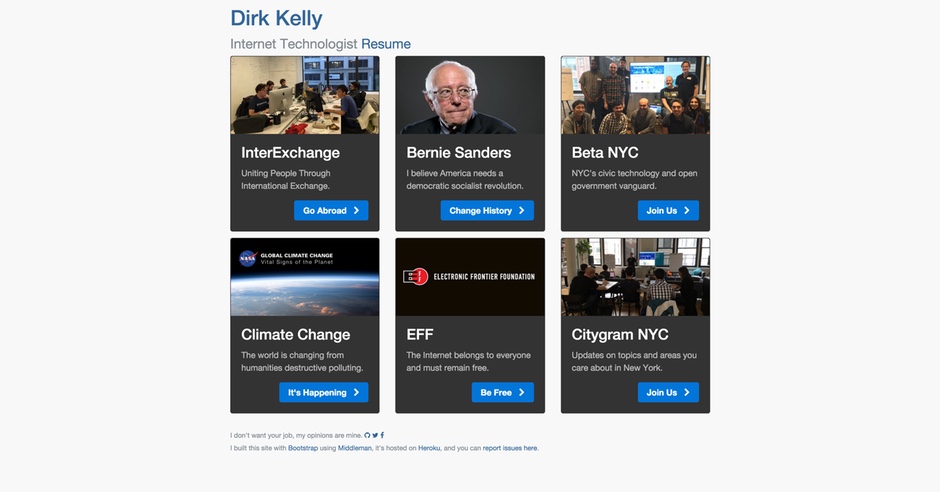 Dirk Kelly
Internet Technologist Resume
InterExchange
Uniting People Through
International Exchange.
Go Abroad
Bernie Sanders
I believe America needs a
democratic socialist revolution.
Change History
Beta NYC
NYC's civic technology and open
government vanguard.
Join Us
NASA
GLOBAL CLIMATE CHANGE
Vital Signs of the Planet
Climate Change
The world is changing from
humanities destructive polluting.
It's Happening
ELECTRONIC FRONTIER FOUNDATION
EFF
The Internet belongs to everyone
and must remain free.
Be Free
Citygram NYC
Updates on topics and areas you
care about in New York.
Join Us
I don't want your job, my opinions are mine.
I built this site with Bootstrap using Middleman, it's hosted on Heroku, and you can report issues here.